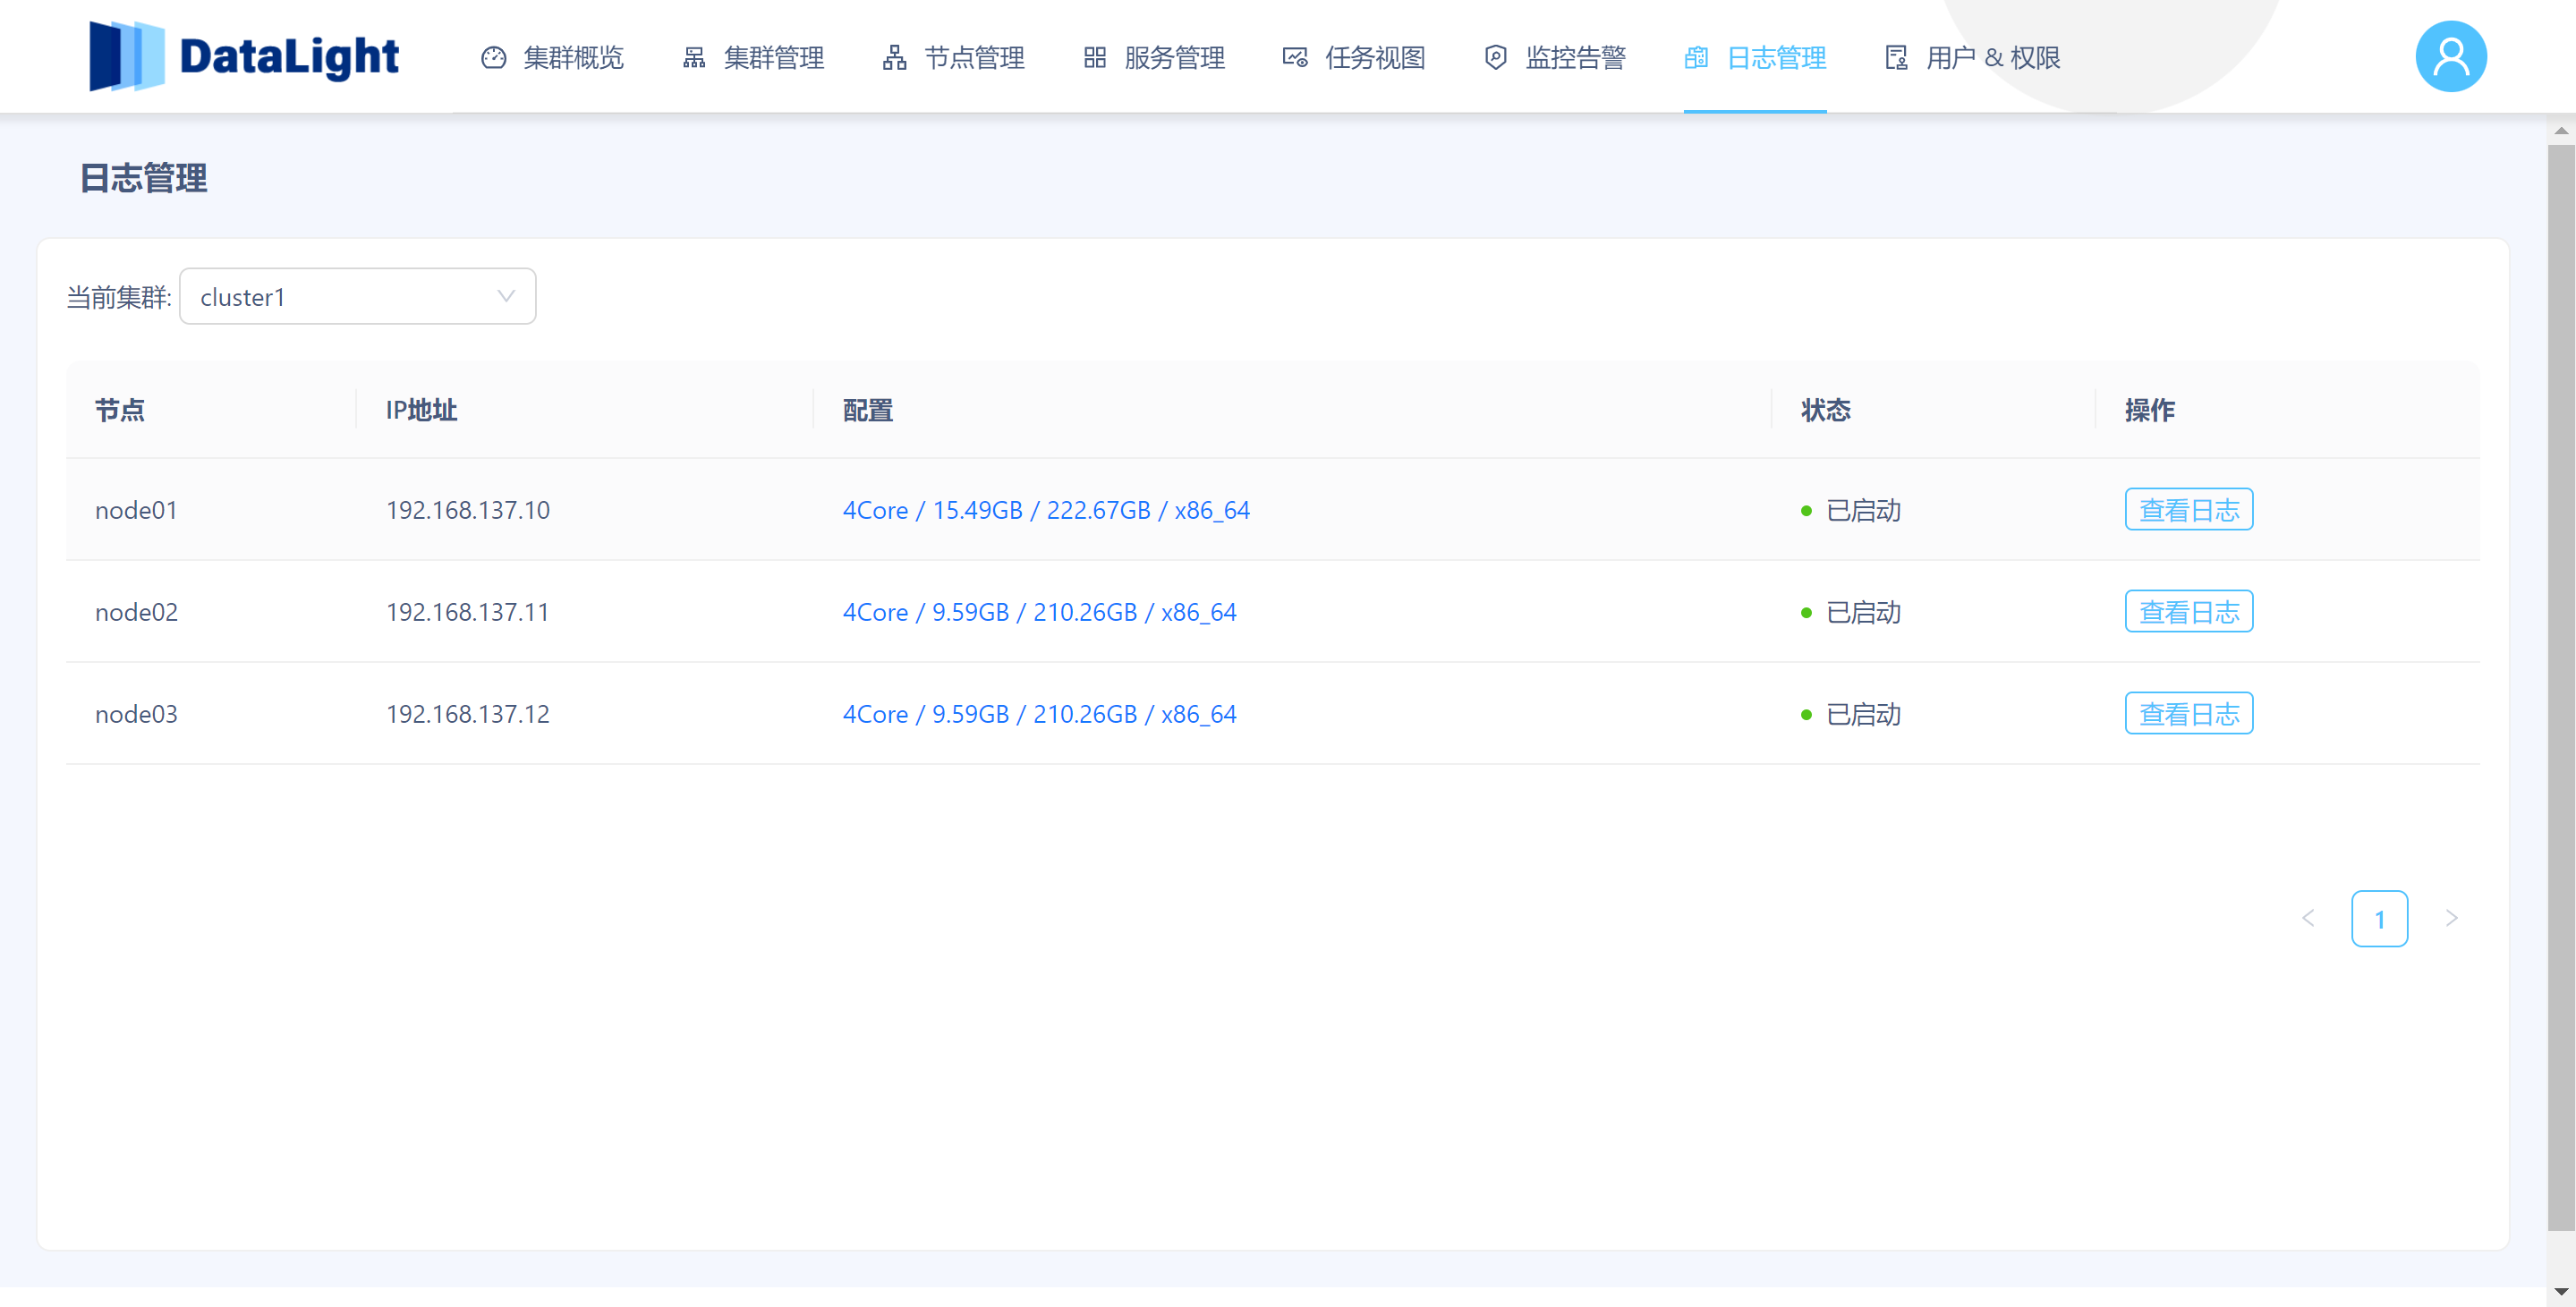 DataLight 集群概览 集群管理 节点管理 服务管理 任务视图 监控告警 日志管理 用户 & 权限
日志管理
当前集群: cluster1
节点 IP地址 配置 状态 操作
node01 192.168.137.10 4Core / 15.49GB / 222.67GB / x86_64 已启动 查看日志
node02 192.168.137.11 4Core / 9.59GB / 210.26GB / x86_64 已启动 查看日志
node03 192.168.137.12 4Core / 9.59GB / 210.26GB / x86_64 已启动 查看日志
1